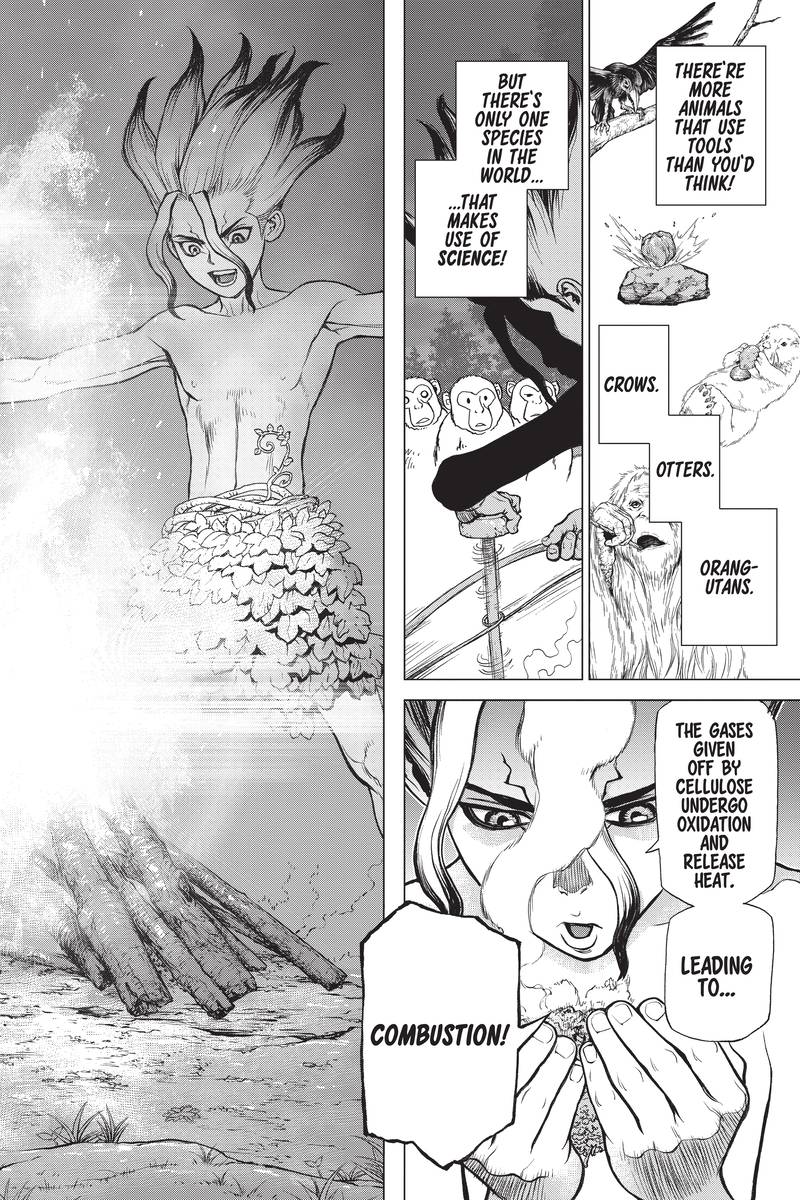 THERE'RE
MORE
ANIMALS
THAT USE
TOOLS
THAN YOU'D
THINK!
CROWS.
OTTERS.
ORANG-
UTANS.
BUT
THERE'S
ONLY ONE
SPECIES
IN THE
WORLD...
...THAT
MAKES
USE OF
SCIENCE!
THE GASES
GIVEN
OFF BY
CELLULOSE
UNDERGO
OXIDATION
AND
RELEASE
HEAT.
LEADING
TO...
COMBUSTION!